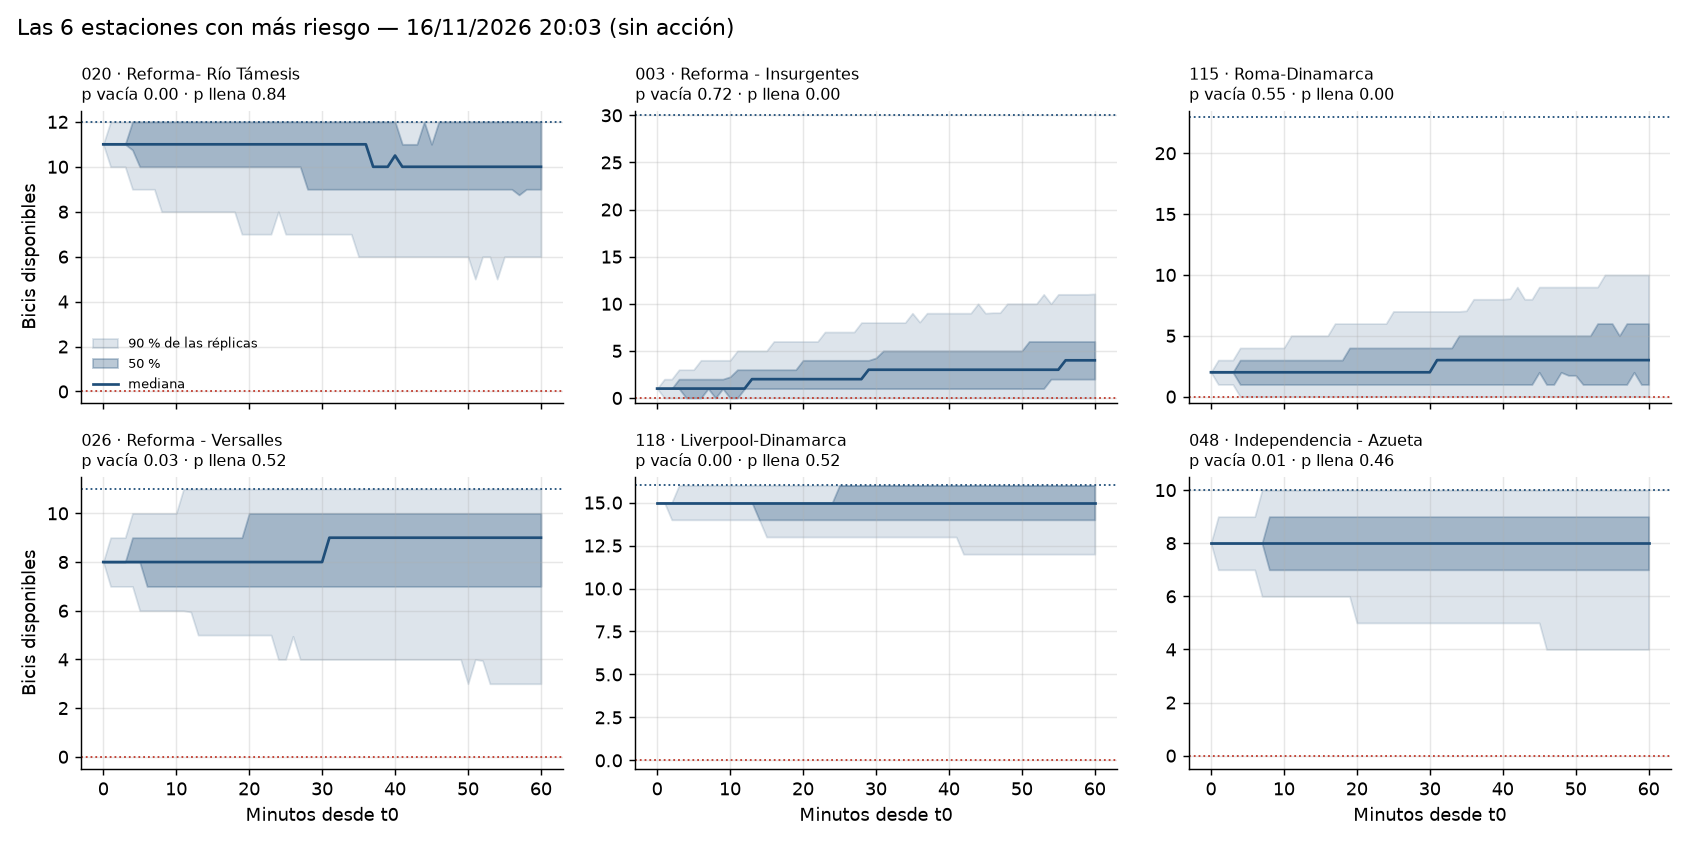 Las 6 estaciones con más riesgo — 16/11/2026 20:03 (sin acción)
020 · Reforma- Río Támesis
p vacía 0.00 · p llena 0.84
12
10
8
6
4
2
0
Bicis disponibles
90 % de las réplicas
50 %
mediana
003 · Reforma - Insurgentes
p vacía 0.72 · p llena 0.00
30
25
20
15
10
5
0
115 · Roma-Dinamarca
p vacía 0.55 · p llena 0.00
20
15
10
5
0
026 · Reforma - Versalles
p vacía 0.03 · p llena 0.52
10
8
6
4
2
0
Bicis disponibles
0 10 20 30 40 50 60
Minutos desde t0
118 · Liverpool-Dinamarca
p vacía 0.00 · p llena 0.52
15.0
12.5
10.0
7.5
5.0
2.5
0.0
0 10 20 30 40 50 60
Minutos desde t0
048 · Independencia - Azueta
p vacía 0.01 · p llena 0.46
10
8
6
4
2
0
0 10 20 30 40 50 60
Minutos desde t0